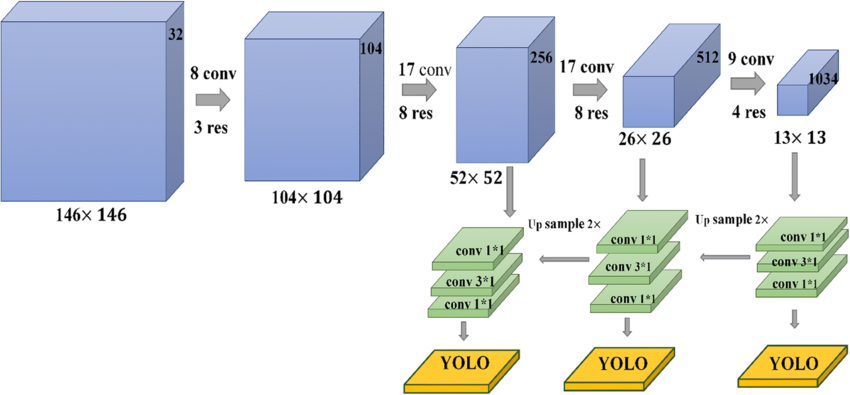 32
8 conv
3 res
146× 146
104
17 conv
8 res
104× 104
256
17 conv
8 res
52× 52
512
9 conv
4 res
26× 26
1034
13× 13
Up sample 2×
Up sample 2×
conv 1*1
conv 3*1
conv 1*1
conv 1*1
conv 3*1
conv 1*1
conv 1*1
conv 3*1
conv 1*1
YOLO
YOLO
YOLO